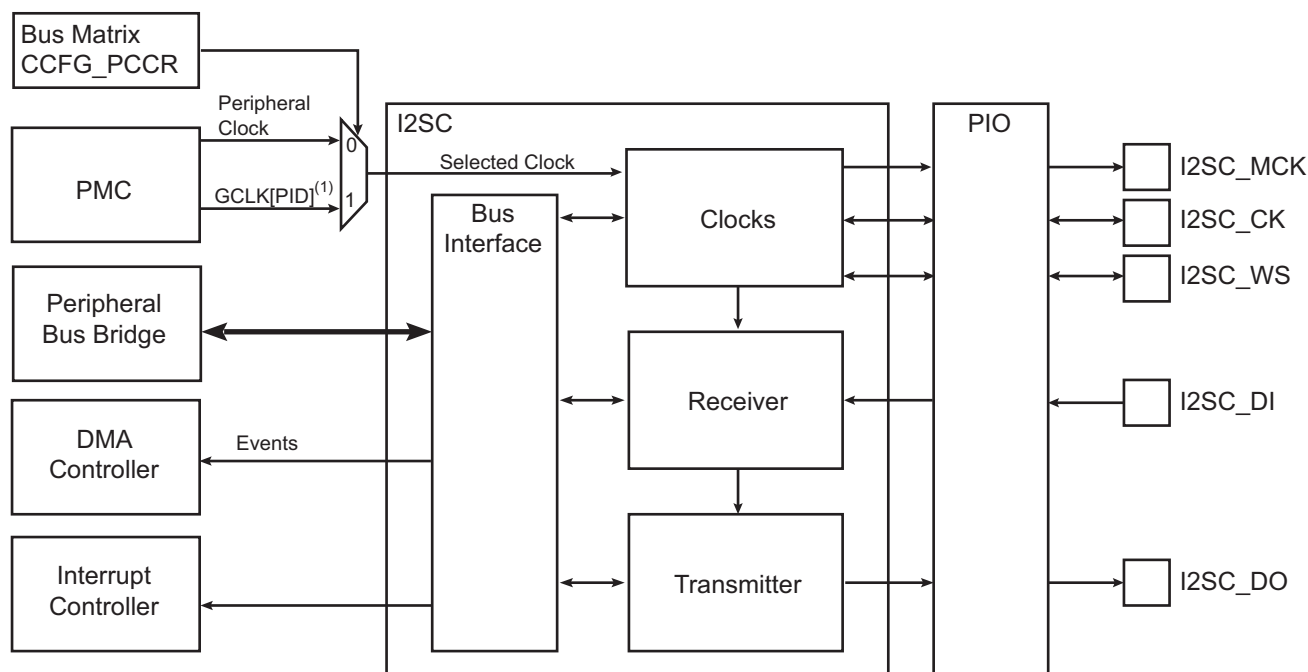 Bus Matrix
CCFG_PCCR
Peripheral
Clock
PMC
GCLK[PID](1)
0
1
I2SC
Selected Clock
Bus
Interface
Clocks
PIO
I2SC_MCK
I2SC_CK
I2SC_WS
Peripheral
Bus Bridge
Receiver
I2SC_DI
DMA
Controller
Events
Interrupt
Controller
Transmitter
I2SC_DO